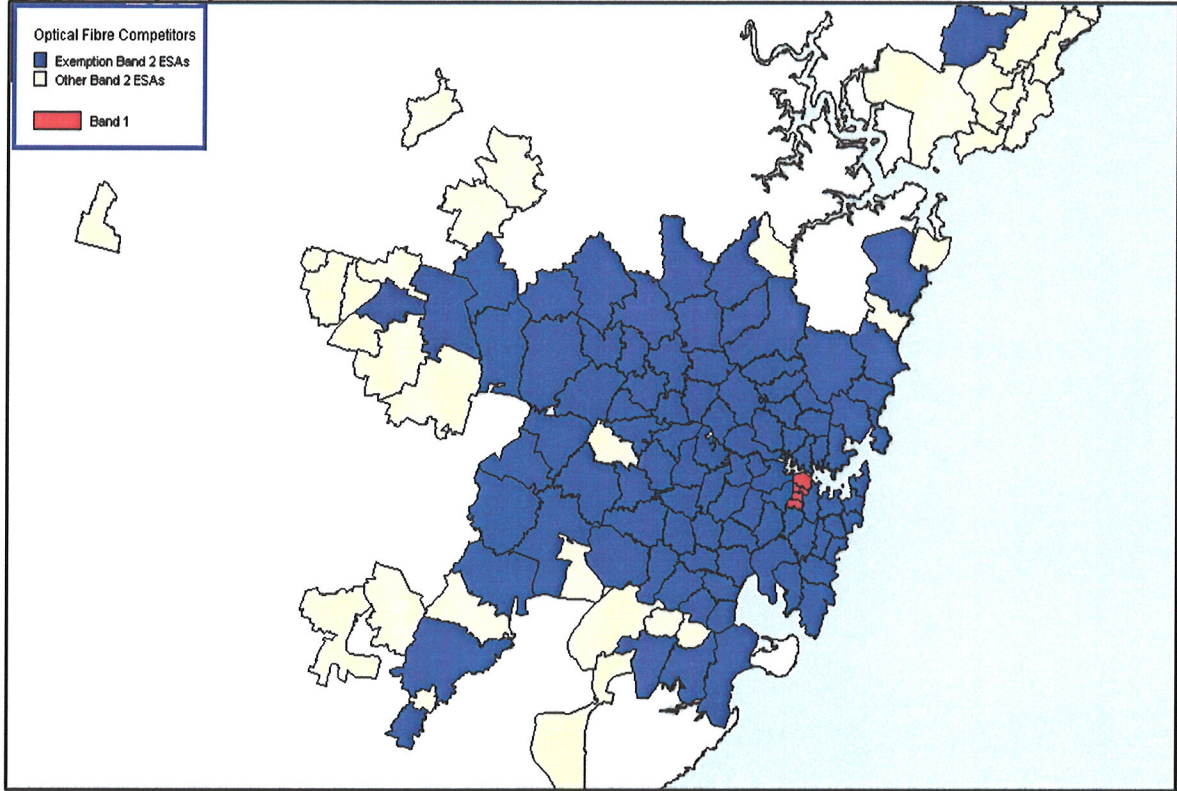 Optical Fibre Competitors
Exemption Band 2 ESAs
Other Band 2 ESAs
Band 1